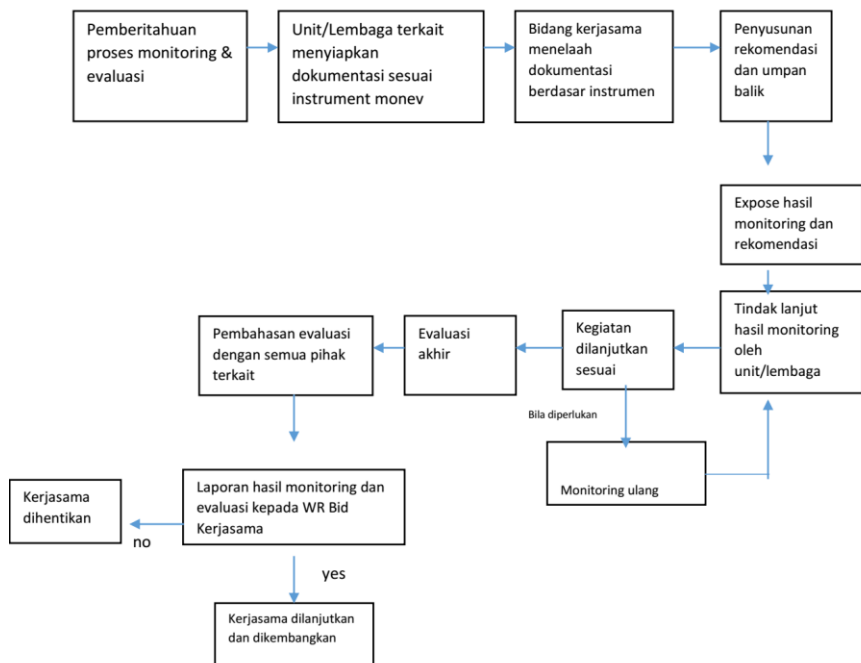 Pemberitahuan
proses monitoring &
evaluasi
Unit/Lembaga terkait
menyiapkan
dokumentasi sesuai
instrument monev
Bidang kerjasama
menelaah
dokumentasi
berdasar instrumen
Penyusunan
rekomendasi
dan umpan
balik
Expose hasil
monitoring dan
rekomendasi
Tindak lanjut
hasil monitoring
oleh
unit/lembaga
Kegiatan
dilanjutkan
sesuai
Bila diperlukan
Monitoring ulang
Evaluasi
akhir
Pembahasan evaluasi
dengan semua pihak
terkait
Laporan hasil monitoring dan
evaluasi kepada WR Bid
Kerjasama
no
Kerjasama
dihentikan
yes
Kerjasama dilanjutkan
dan dikembangkan